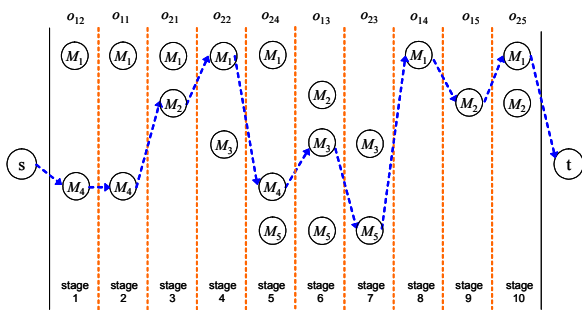 o12 o11 o21 o22 o24 o13 o23 o14 o15 o25
M1 M1 M1 M1 M1 M1 M1
M2 M2 M2 M2
M3 M3 M3
s t
M4 M4 M4
M5 M5 M5
stage stage stage stage stage stage stage stage stage stage
1 2 3 4 5 6 7 8 9 10